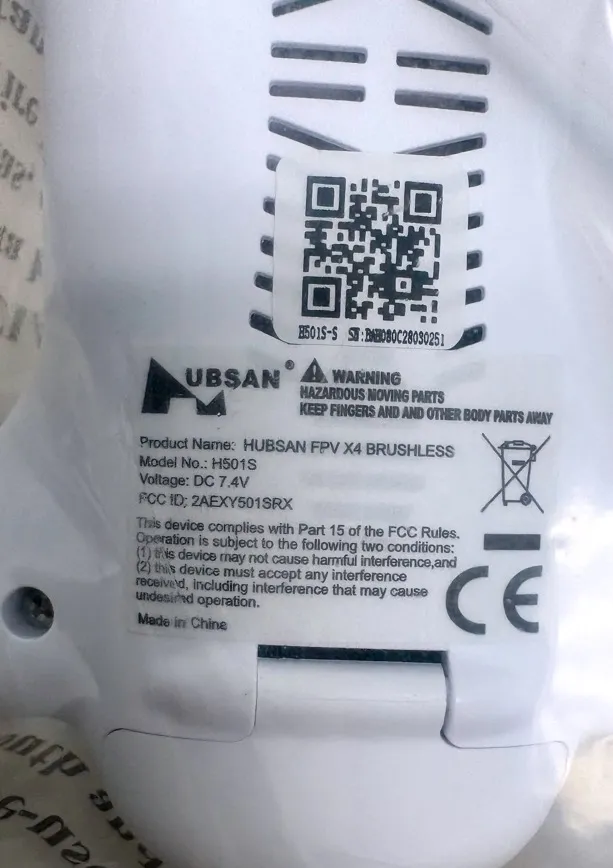 H501S-S SN:BAH080C28030251
HUBSAN®
WARNING
HAZARDOUS MOVING PARTS
KEEP FINGERS AND AND OTHER BODY PARTS AWAY
Product Name: HUBSAN FPV X4 BRUSHLESS
Model No.: H501S
Voltage: DC 7.4V
FCC ID: 2AEXY501SRX
This device complies with Part 15 of the FCC Rules.
Operation is subject to the following two conditions:
(1) this device may not cause harmful interference,and
(2) this device must accept any interference
received, including interference that may cause
undesired operation.
CE
Made in China